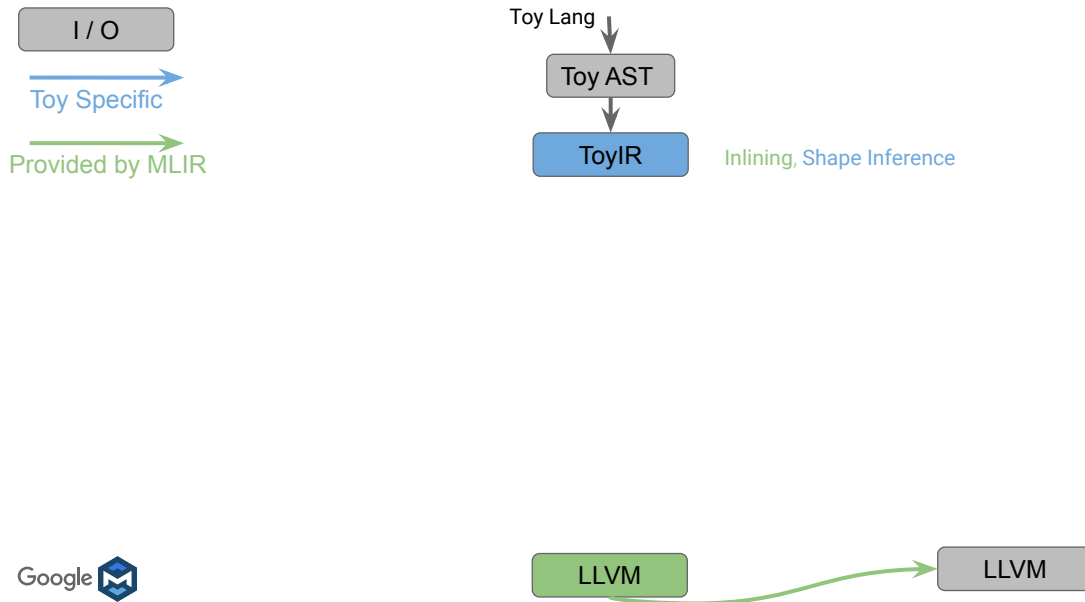 I / O
Toy Lang
Toy AST
Toy Specific
Provided by MLIR
ToyIR
Inlining, Shape Inference
Google M
LLVM
LLVM